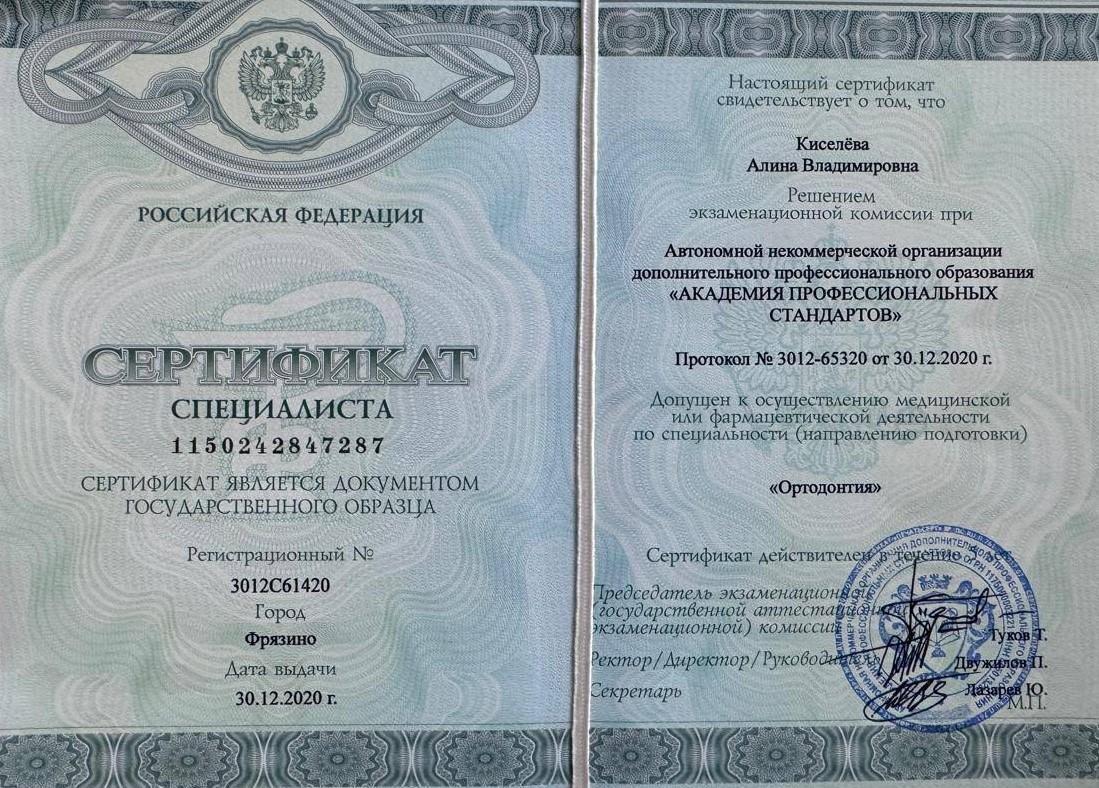 РОССИЙСКАЯ ФЕДЕРАЦИЯ
СЕРТИФИКАТ
СПЕЦИАЛИСТА
1150242847287
СЕРТИФИКАТ ЯВЛЯЕТСЯ ДОКУМЕНТОМ
ГОСУДАРСТВЕННОГО ОБРАЗЦА
Регистрационный №
3012С61420
Город
Фрязино
Дата выдачи
30.12.2020 г.
Настоящий сертификат
свидетельствует о том, что
Киселёва
Алина Владимировна
Решением
экзаменационной комиссии при
Автономной некоммерческой организации
дополнительного профессионального образования
«АКАДЕМИЯ ПРОФЕССИОНАЛЬНЫХ
СТАНДАРТОВ»
Протокол № 3012-65320 от 30.12.2020 г.
Допущен к осуществлению медицинской
или фармацевтической деятельности
по специальности (направлению подготовки)
«Ортодонтия»
Сертификат действителен в течение лет
Председатель экзаменационной
(государственной аттестационной
экзаменационной) комиссии
Туков Т.
Ректор/Директор/Руководитель
Двужилов П.
Секретарь
Лазарев Ю.
М.П.